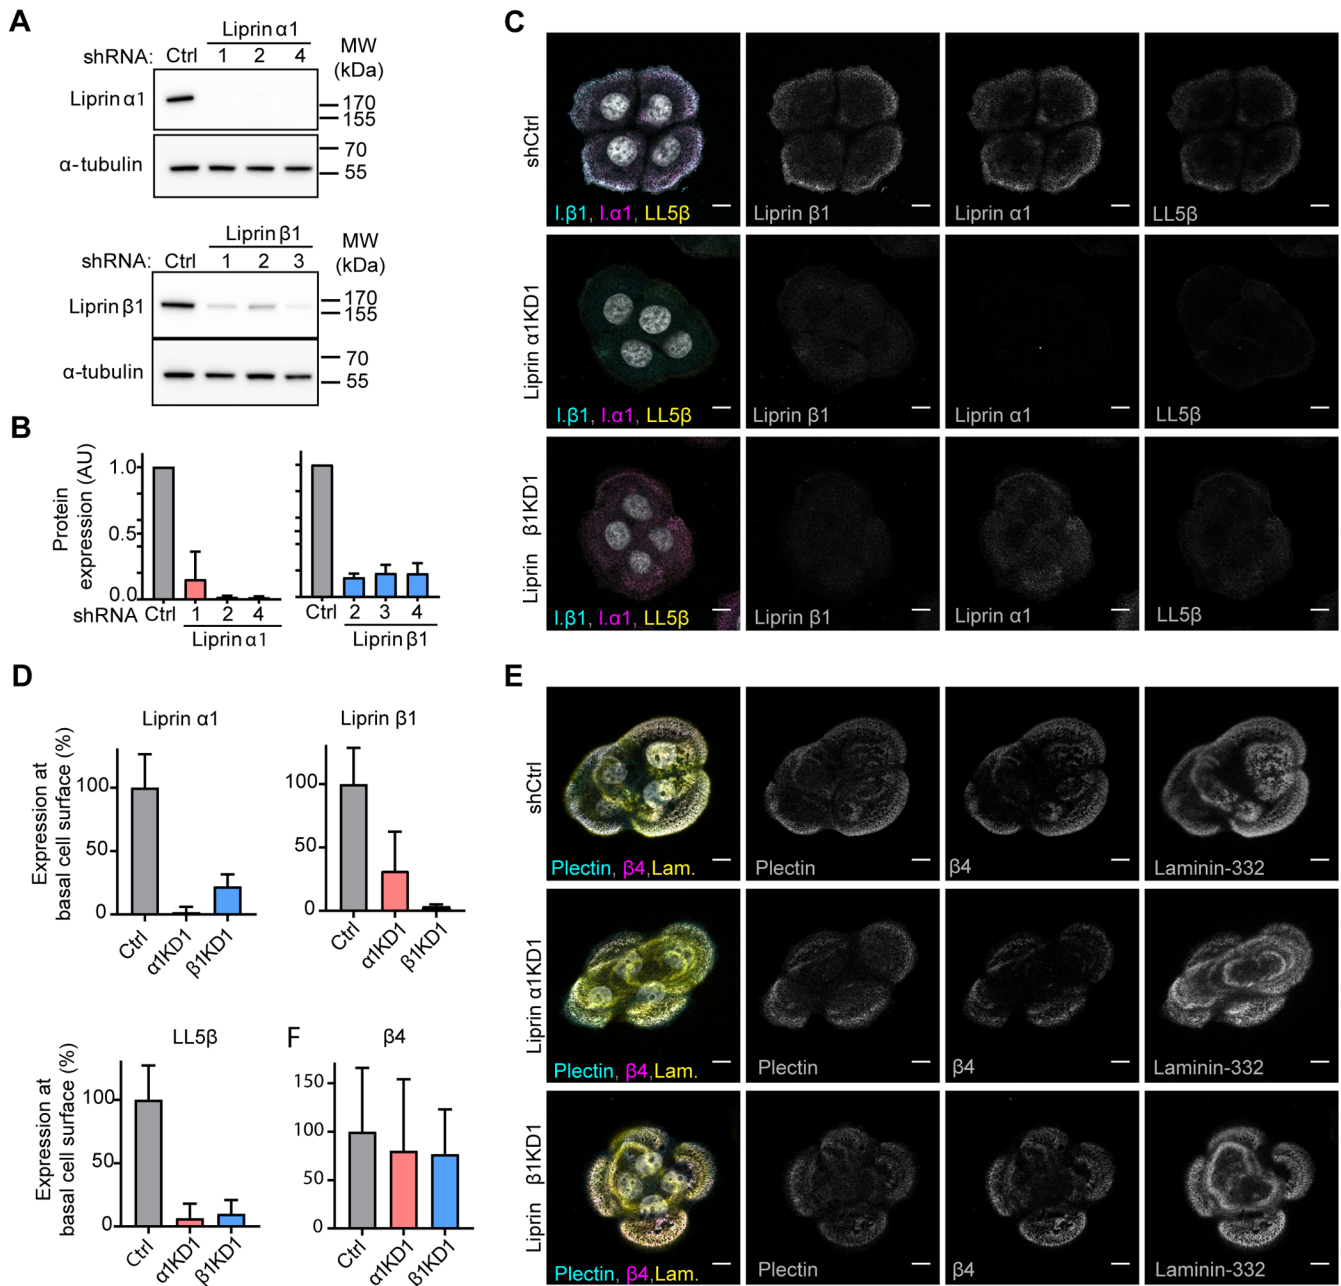 A
Liprin α1
shRNA: Ctrl 1 2 4
MW
(kDa)
Liprin α1
170
155
α-tubulin
70
55
Liprin β1
shRNA: Ctrl 1 2 3
MW
(kDa)
Liprin β1
170
155
α-tubulin
70
55
B
Protein
expression (AU)
1.0
0.5
0.0
shRNA Ctrl 1 2 4
Liprin α1
Ctrl 2 3 4
Liprin β1
C
shCtrl
l.β1, l.α1, LL5β
Liprin β1
Liprin α1
LL5β
Liprin α1KD1
l.β1, l.α1, LL5β
Liprin β1
Liprin α1
LL5β
Liprin β1KD1
l.β1, l.α1, LL5β
Liprin β1
Liprin α1
LL5β
D
Liprin α1
Expression at
basal cell surface (%)
100
50
0
Ctrl
α1KD1
β1KD1
Liprin β1
100
50
0
Ctrl
α1KD1
β1KD1
LL5β
Expression at
basal cell surface (%)
100
50
0
Ctrl
α1KD1
β1KD1
F
β4
150
100
50
0
Ctrl
α1KD1
β1KD1
E
shCtrl
Plectin, β4,Lam.
Plectin
β4
Laminin-332
Liprin α1KD1
Plectin, β4,Lam.
Plectin
β4
Laminin-332
Liprin β1KD1
Plectin, β4,Lam.
Plectin
β4
Laminin-332